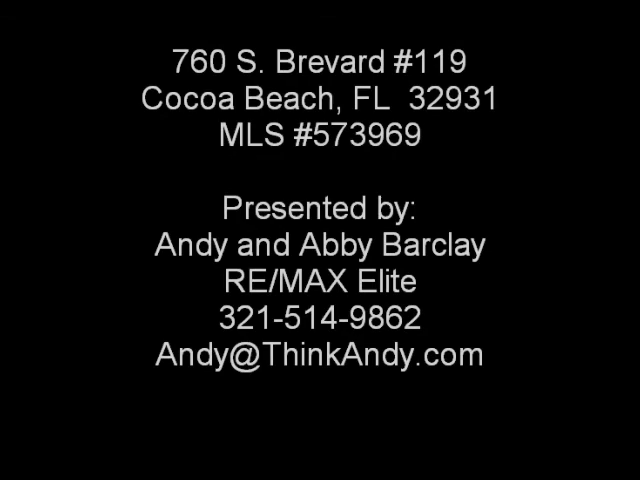 760 S. Brevard #119
Cocoa Beach, FL  32931
MLS #573969
Presented by:
Andy and Abby Barclay
RE/MAX Elite
321-514-9862
Andy@ThinkAndy.com